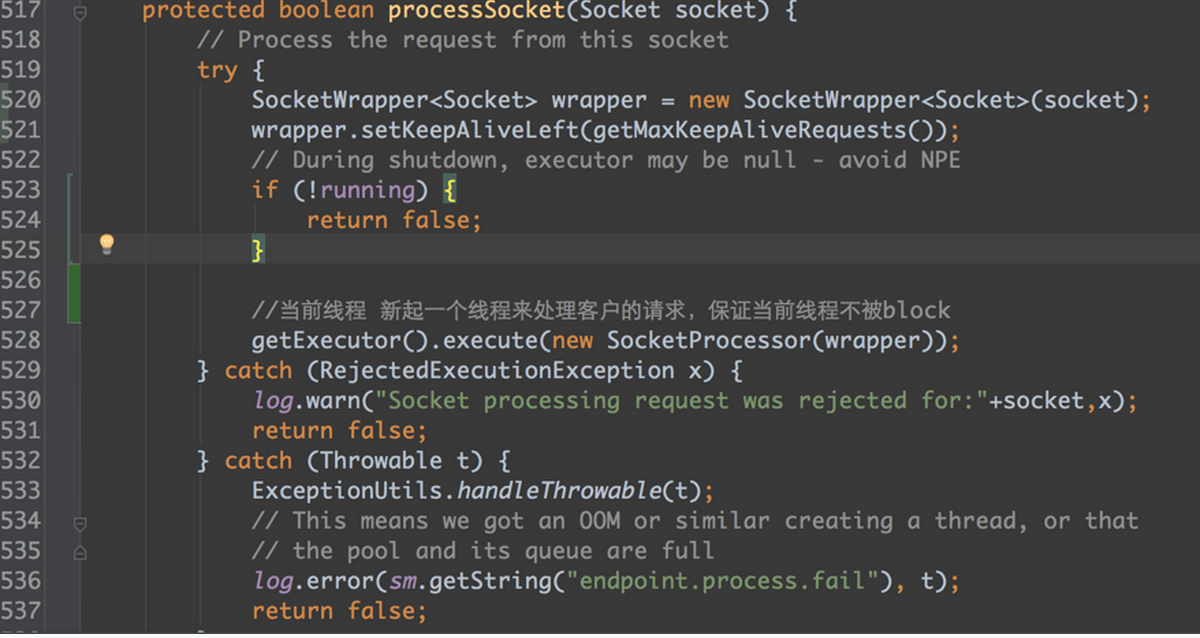 517 protected boolean processSocket(Socket socket) {
518 // Process the request from this socket
519 try {
520 SocketWrapper<Socket> wrapper = new SocketWrapper<Socket>(socket);
521 wrapper.setKeepAliveLeft(getMaxKeepAliveRequests());
522 // During shutdown, executor may be null - avoid NPE
523 if (!running) {
524 return false;
525 }
526
527 //当前线程 新起一个线程来处理客户的请求，保证当前线程不被block
528 getExecutor().execute(new SocketProcessor(wrapper));
529 } catch (RejectedExecutionException x) {
530 log.warn("Socket processing request was rejected for:"+socket,x);
531 return false;
532 } catch (Throwable t) {
533 ExceptionUtils.handleThrowable(t);
534 // This means we got an OOM or similar creating a thread, or that
535 // the pool and its queue are full
536 log.error(sm.getString("endpoint.process.fail"), t);
537 return false;